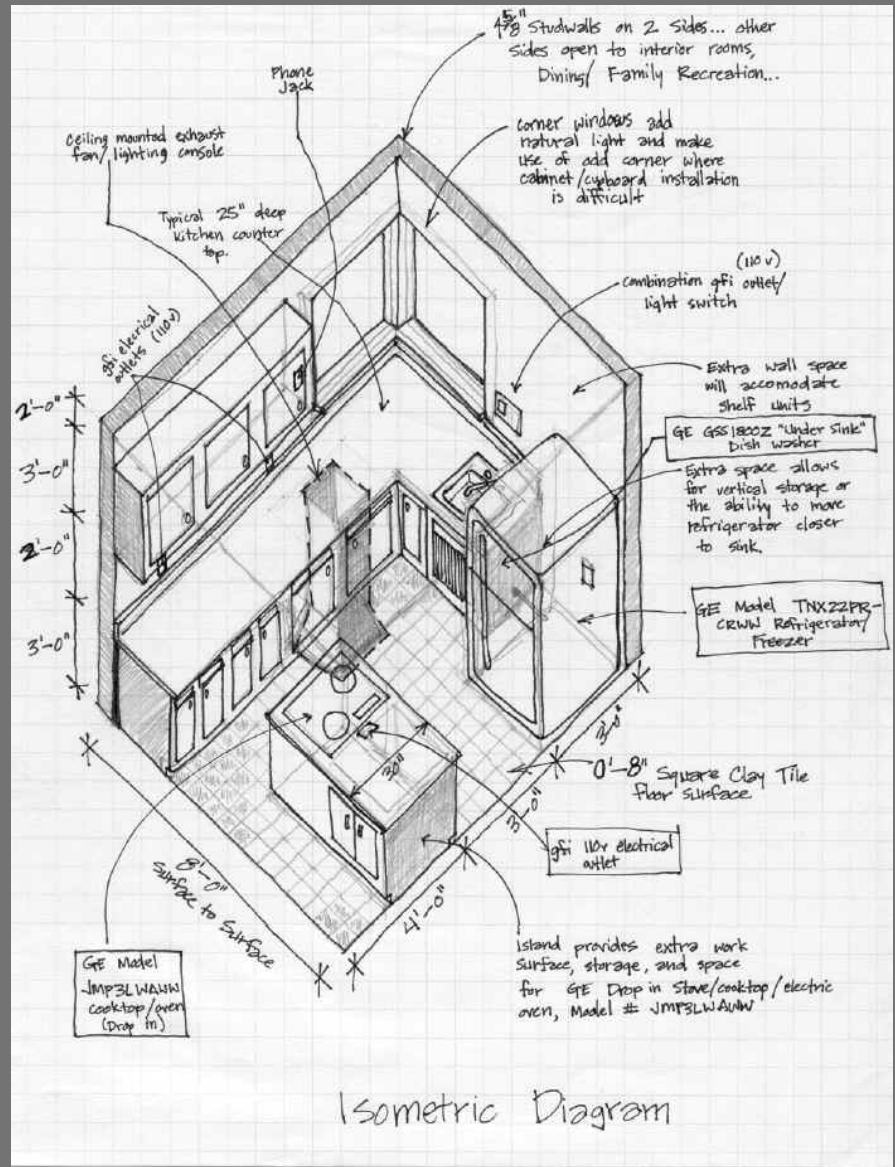 4 5/8" Studwalls on 2 Sides... other
Sides open to interior rooms,
Dining/ Family Recreation...
Phone
Jack
Ceiling mounted exhaust
fan/lighting console
corner windows add
natural light and make
use of odd corner where
cabinet/cupboard installation
is difficult
Typical 25" deep
kitchen counter
top.
(110 v)
combination gfi outlet/
light switch
gfi electrical
outlets (110v)
Extra wall space
will accomodate
shelf units
GE GSS1800Z "Under Sink"
Dish washer
Extra space allows
for vertical storage or
the ability to move
refrigerator closer
to sink.
2'-0"
3'-0"
2'-0"
3'-0"
GE Model TNX22PR-
CRWW Refrigerator/
Freezer
3'-0"
0'-8" Square Clay Tile
floor surface
3'-0"
30"
gfi 110v electrical
outlet
4'-0"
8'-0"
Surface to Surface
GE Model
JMP3LWAWW
cooktop/oven
(Drop in)
Island provides extra work
surface, storage, and space
for GE Drop in Stove/cooktop/electric
oven, Model # JMP3LWAWW
Isometric Diagram